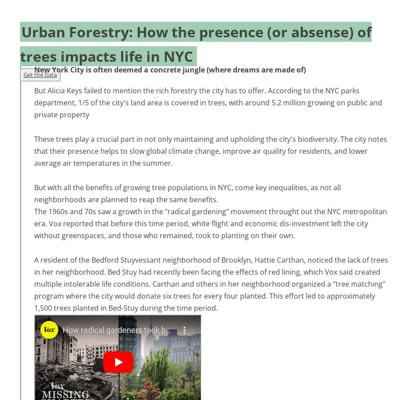 Urban Forestry: How the presence (or absense) of
trees impacts life in NYC
New York City is often deemed a concrete jungle (where dreams are made of)
Get the Data
But Alicia Keys failed to mention the rich forestry the city has to offer. According to the NYC parks
department, 1/5 of the city's land area is covered in trees, with around 5.2 million growing on public and
private property
These trees play a crucial part in not only maintaining and upholding the city's biodiversity. The city notes
that their presence helps to slow global climate change, improve air quality for residents, and lower
average air temperatures in the summer.
But with all the benefits of growing tree populations in NYC, come key inequalities, as not all
neighborhoods are planned to reap the same benefits.
The 1960s and 70s saw a growth in the "radical gardening" movement throught out the NYC metropolitan
era. Vox reported that before this time period, white flight and economic dis-investment left the city
without greenspaces, and those who remained, took to planting on their own.
A resident of the Bedford Stuyvessant neighborhood of Brooklyn, Hattie Carthan, noticed the lack of trees
in her neighborhood. Bed Stuy had recently been facing the effects of red lining, which Vox said created
multiple intolerable life conditions. Carthan and others in her neighborhood organized a "tree matching"
program where the city would donate six trees for every four planted. This effort led to approximately
1,500 trees planted in Bed-Stuy during the time period.
Vox
How radical gardeners took b...
Vox
MISSING